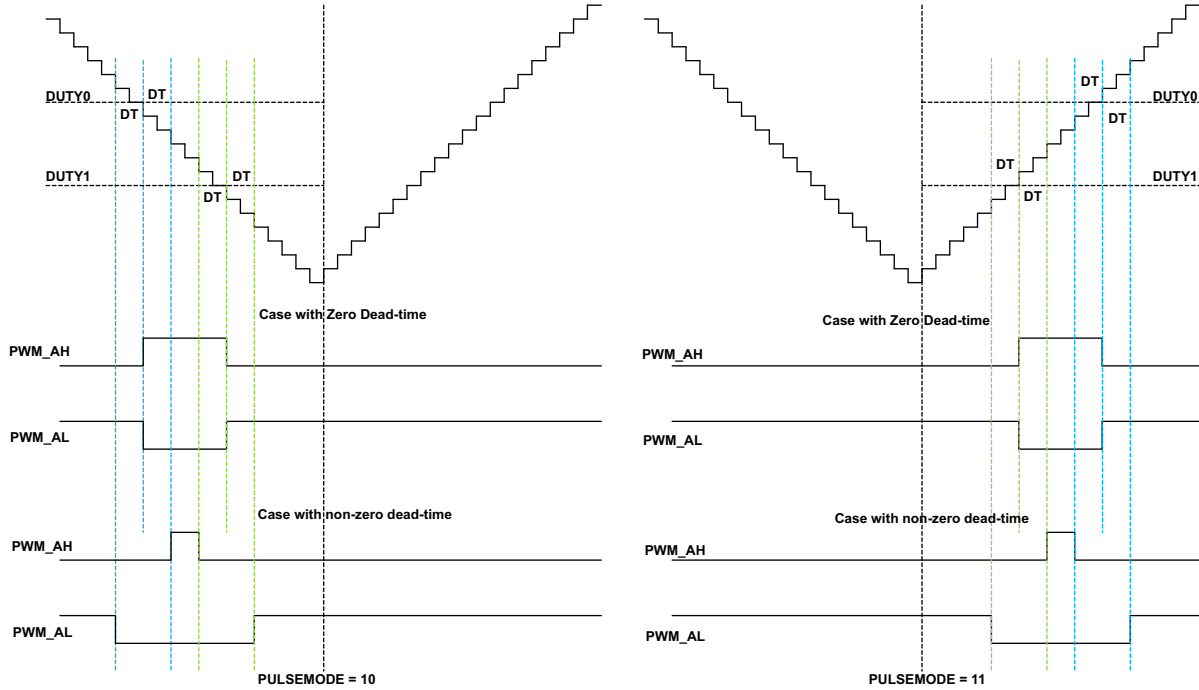 DUTY0
DT
DT
DUTY1
DT
DT
Case with Zero Dead-time
PWM_AH
PWM_AL
Case with non-zero dead-time
PWM_AH
PWM_AL
PULSEMODE = 10
DT
DUTY0
DT
DT
DUTY1
DT
Case with Zero Dead-time
PWM_AH
PWM_AL
Case with non-zero dead-time
PWM_AH
PWM_AL
PULSEMODE = 11